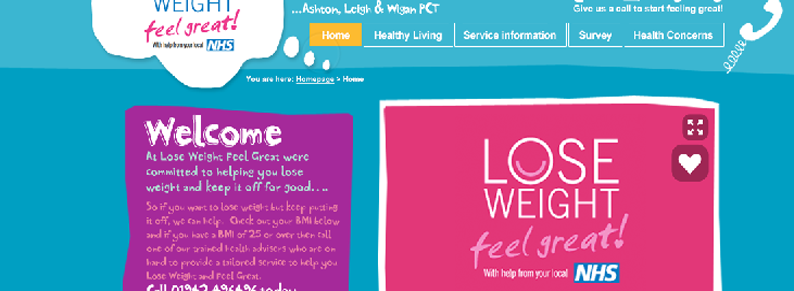 WEIGHT
feel great!
With help from your local NHS
...Ashton, Leigh & Wigan PCT
Give us a call to start feeling great!
Home
Healthy Living
Service information
Survey
Health Concerns
You are here: Homepage > Home
Welcome
At Lose Weight Feel Great were
committed to helping you lose
weight and keep it off for good....
So if you want to lose weight but keep putting
it off, we can help. Check out your BMI below
and if you have a BMI of 25 or over then call
one of our trained health advisers who are on
hand to provide a tailored service to help you
Lose Weight and Feel Great.
Call 01942 496496 today
LOSE
WEIGHT
feel great!
With help from your local NHS